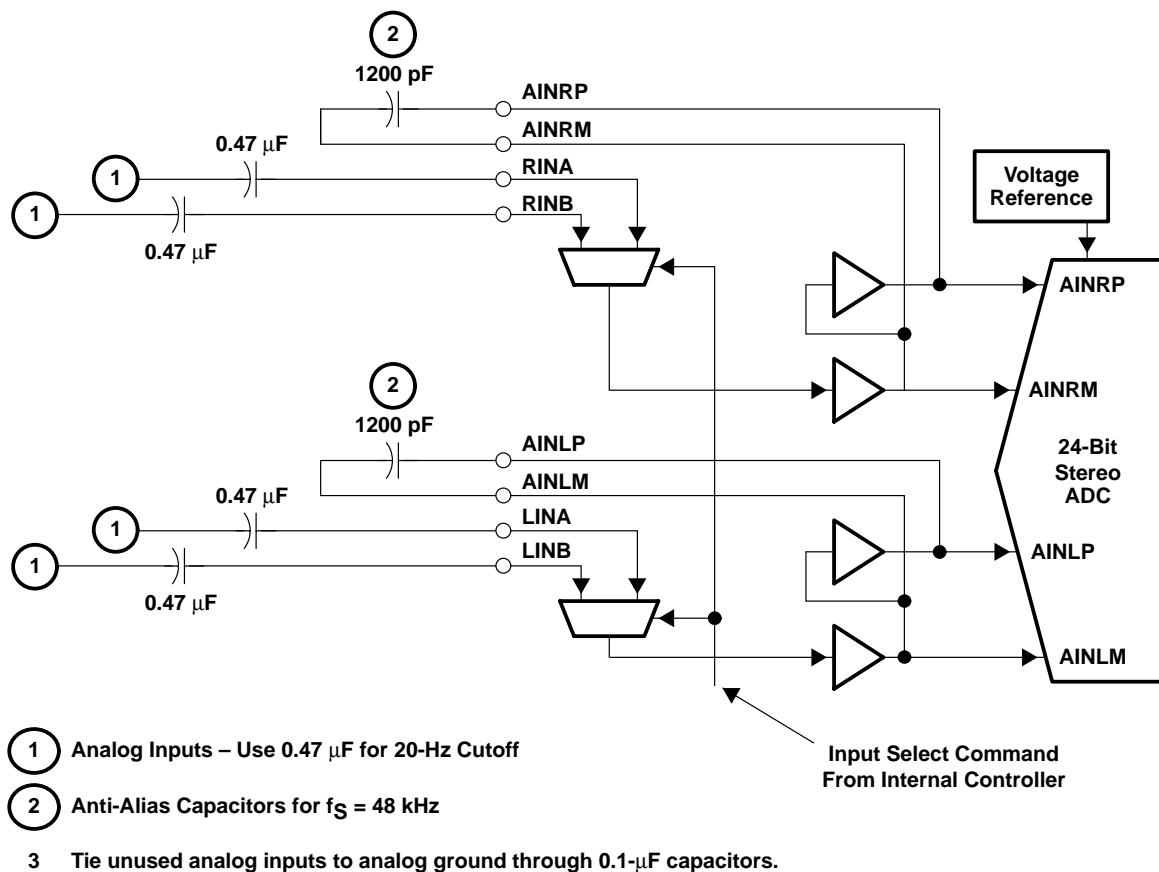 2
1200 pF
AINRP
AINRM
0.47 μF
1
RINA
1
RINB
0.47 μF
Voltage
Reference
AINRP
AINRM
2
1200 pF
AINLP
AINLM
0.47 μF
1
LINA
1
LINB
0.47 μF
24-Bit
Stereo
ADC
AINLP
AINLM
Input Select Command
From Internal Controller
1 Analog Inputs – Use 0.47 μF for 20-Hz Cutoff
2 Anti-Alias Capacitors for fS = 48 kHz
3 Tie unused analog inputs to analog ground through 0.1-μF capacitors.